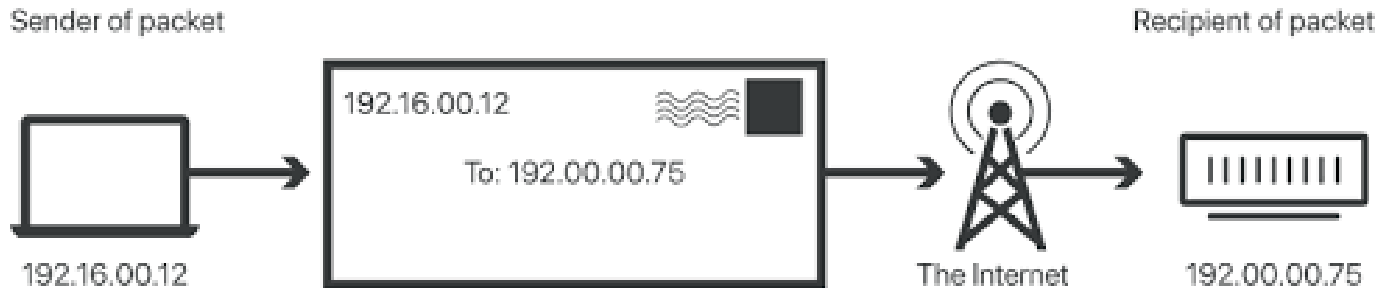 Sender of packet
Recipient of packet
192.16.00.12
To: 192.00.00.75
192.16.00.12
The Internet
192.00.00.75